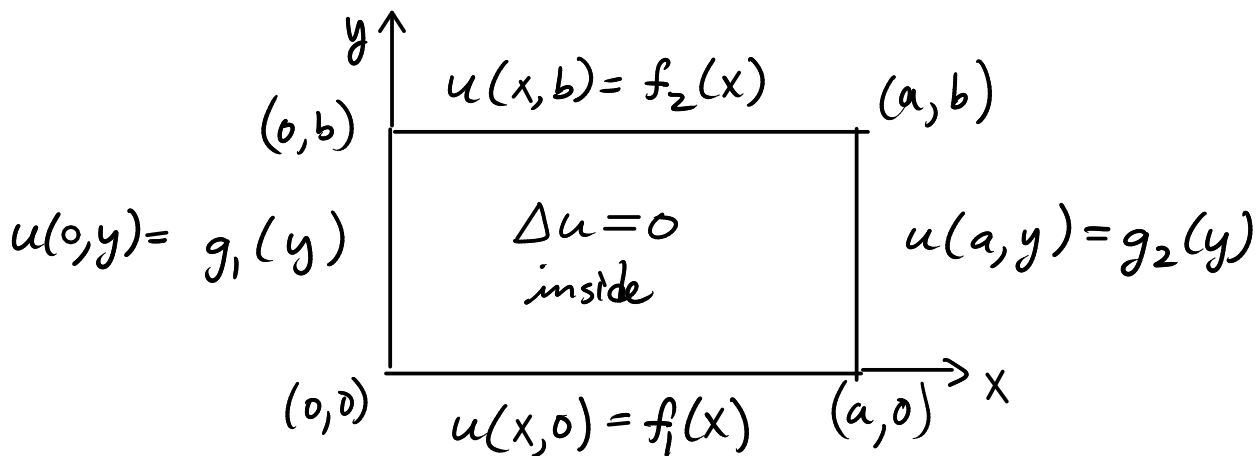 y
u(x,b)= f₂(x)
(0,b)
(a,b)
u(0,y)= g₁(y)
Δu=0
inside
u(a,y)=g₂(y)
(0,0)
u(x,0)=f₁(x)
(a,0)
x